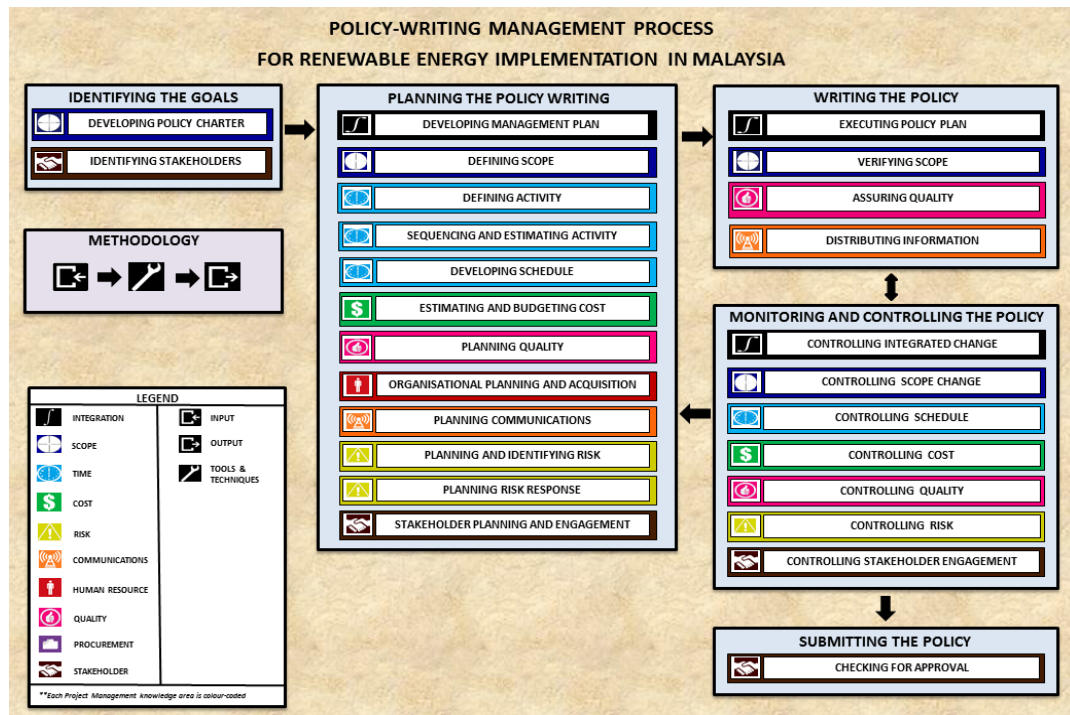 POLICY-WRITING MANAGEMENT PROCESS
FOR RENEWABLE ENERGY IMPLEMENTATION IN MALAYSIA
IDENTIFYING THE GOALS
DEVELOPING POLICY CHARTER
IDENTIFYING STAKEHOLDERS
METHODOLOGY
PLANNING THE POLICY WRITING
DEVELOPING MANAGEMENT PLAN
DEFINING SCOPE
DEFINING ACTIVITY
SEQUENCING AND ESTIMATING ACTIVITY
DEVELOPING SCHEDULE
ESTIMATING AND BUDGETING COST
PLANNING QUALITY
ORGANISATIONAL PLANNING AND ACQUISITION
PLANNING COMMUNICATIONS
PLANNING AND IDENTIFYING RISK
PLANNING RISK RESPONSE
STAKEHOLDER PLANNING AND ENGAGEMENT
WRITING THE POLICY
EXECUTING POLICY PLAN
VERIFYING SCOPE
ASSURING QUALITY
DISTRIBUTING INFORMATION
MONITORING AND CONTROLLING THE POLICY
CONTROLLING INTEGRATED CHANGE
CONTROLLING SCOPE CHANGE
CONTROLLING SCHEDULE
CONTROLLING COST
CONTROLLING QUALITY
CONTROLLING RISK
CONTROLLING STAKEHOLDER ENGAGEMENT
SUBMITTING THE POLICY
CHECKING FOR APPROVAL
LEGEND
INTEGRATION
SCOPE
TIME
COST
RISK
COMMUNICATIONS
HUMAN RESOURCE
QUALITY
PROCUREMENT
STAKEHOLDER
INPUT
OUTPUT
TOOLS &
TECHNIQUES
**Each Project Management knowledge area is colour-coded